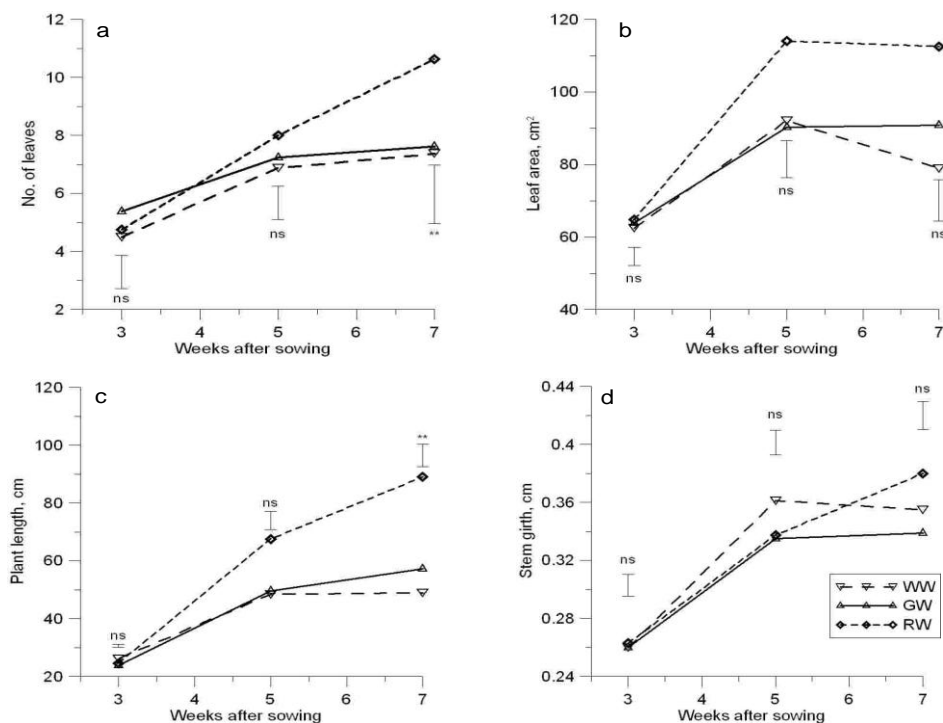 a
12
10
8
6
4
2
No. of leaves
ns
ns
**
3 4 5 6 7
Weeks after sowing
b
120
100
80
60
40
Leaf area, cm²
ns
ns
ns
3 4 5 6 7
Weeks after sowing
c
120
100
80
60
40
20
Plant length, cm
ns
ns
**
3 4 5 6 7
Weeks after sowing
d
0.44
0.4
0.36
0.32
0.28
0.24
Stem girth, cm
ns
ns
ns
WW
GW
RW
3 4 5 6 7
Weeks after sowing